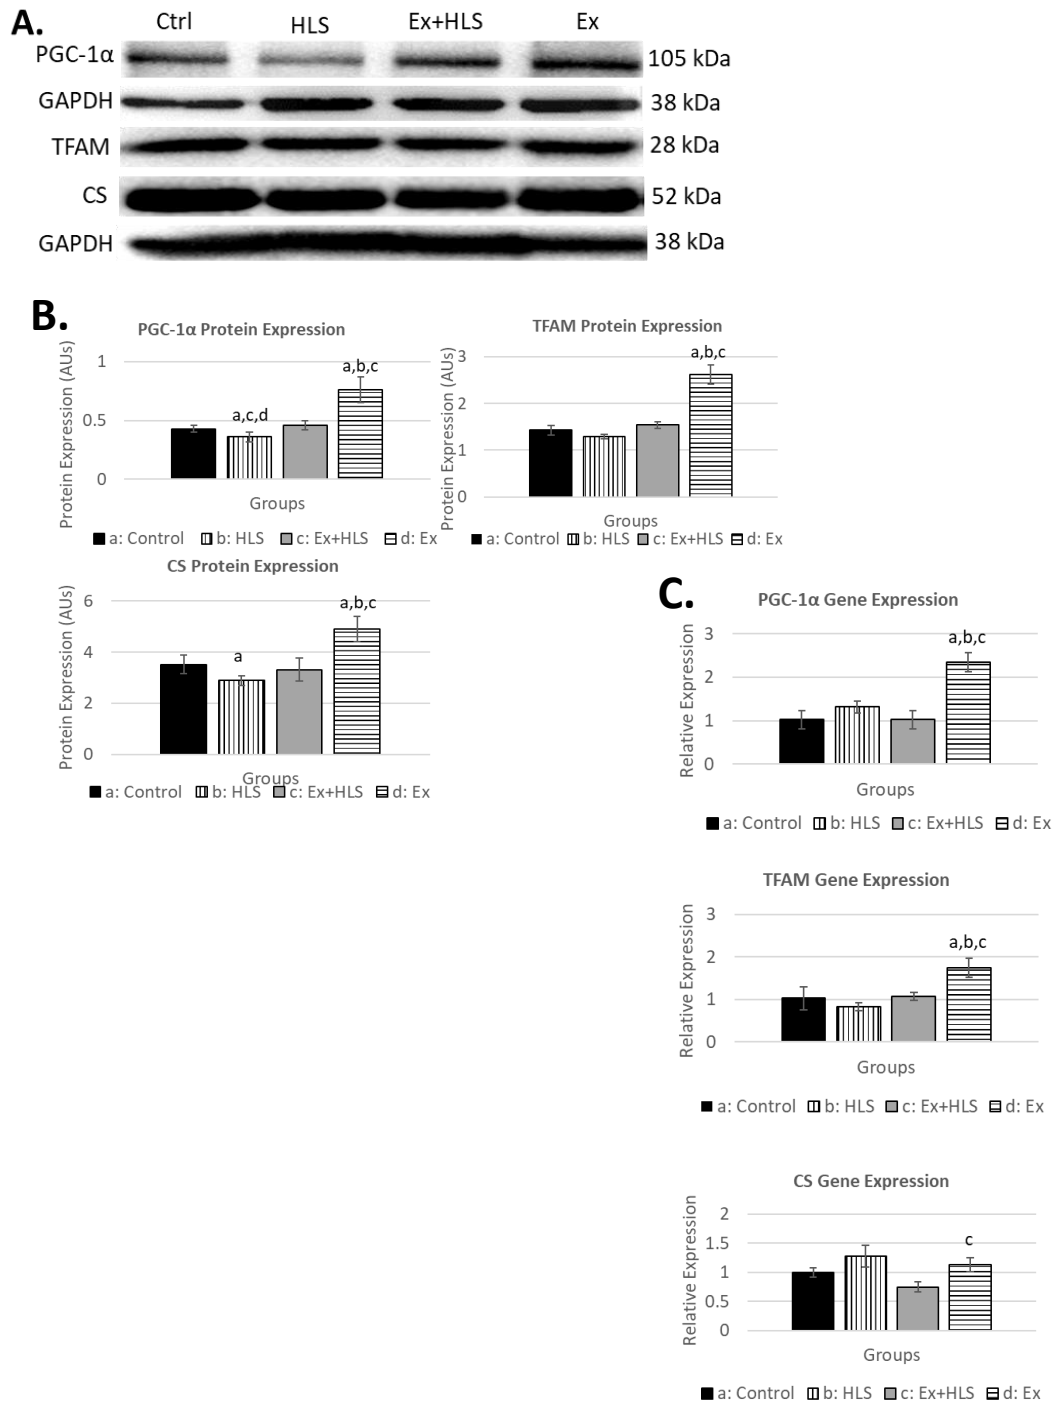 A.
Ctrl HLS Ex+HLS Ex
PGC-1α 105 kDa
GAPDH 38 kDa
TFAM 28 kDa
CS 52 kDa
GAPDH 38 kDa
B.
PGC-1α Protein Expression
Protein Expression (AUs)
1
0.5
0
a,c,d
a,b,c
Groups
a: Control b: HLS c: Ex+HLS d: Ex
TFAM Protein Expression
Protein Expression (AUs)
3
2
1
0
a,b,c
Groups
a: Control b: HLS c: Ex+HLS d: Ex
CS Protein Expression
Protein Expression (AUs)
6
4
2
0
a
a,b,c
Groups
a: Control b: HLS c: Ex+HLS d: Ex
C.
PGC-1α Gene Expression
Relative Expression
3
2
1
0
a,b,c
Groups
a: Control b: HLS c: Ex+HLS d: Ex
TFAM Gene Expression
Relative Expression
3
2
1
0
a,b,c
Groups
a: Control b: HLS c: Ex+HLS d: Ex
CS Gene Expression
Relative Expression
2
1.5
1
0.5
0
c
Groups
a: Control b: HLS c: Ex+HLS d: Ex